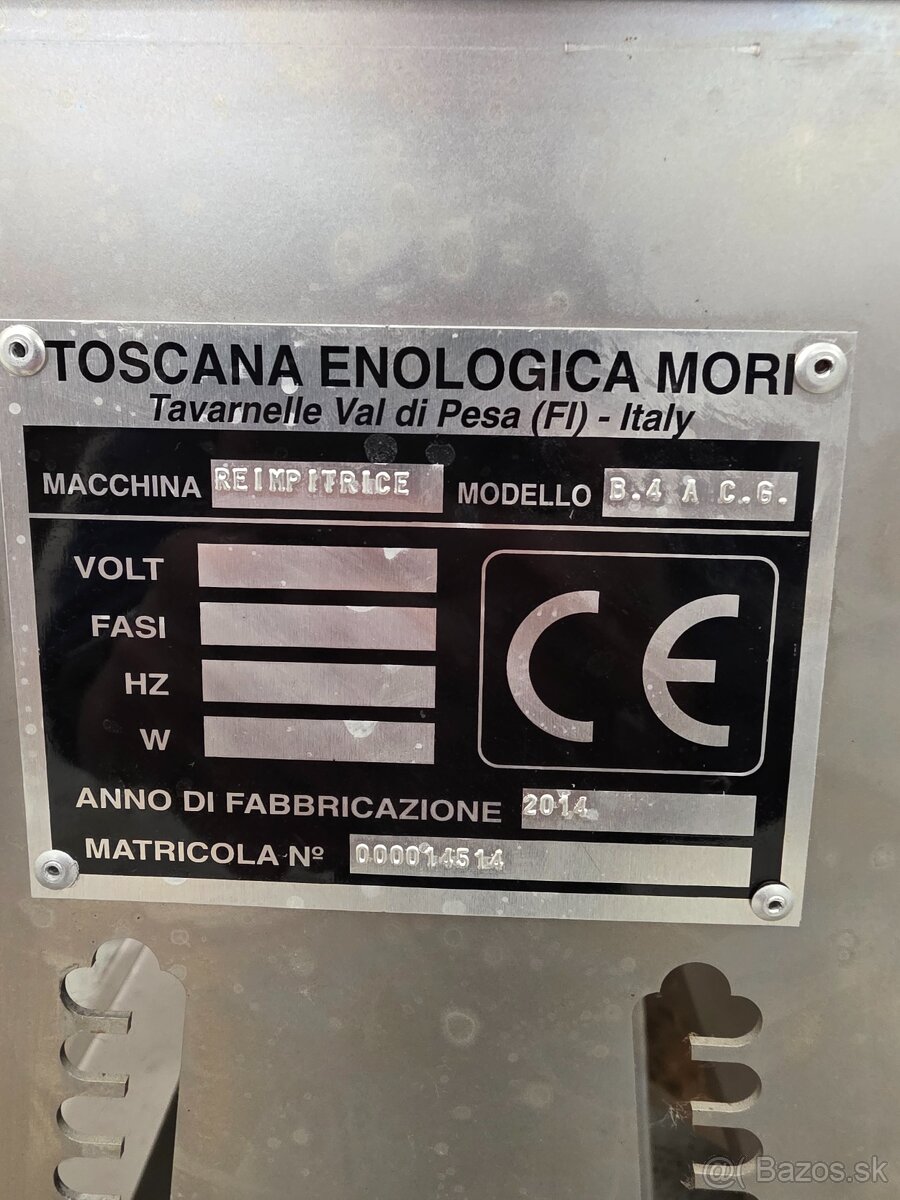 TOSCANA ENOLOGICA MORI
Tavarnelle Val di Pesa (FI) - Italy
MACCHINA REIMPITRICE MODELLO B.4 A C.G.
VOLT
FASI
HZ
W
CE
ANNO DI FABBRICAZIONE 2014
MATRICOLA Nº 000014514
@( Bazos.sk